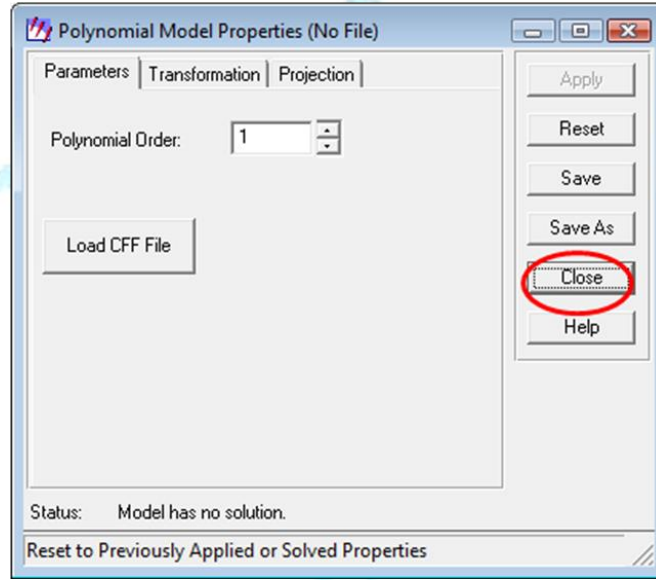 Polynomial Model Properties (No File)
Parameters Transformation Projection
Polynomial Order: 1
Load CFF File
Apply
Reset
Save
Save As
Close
Help
Status: Model has no solution.
Reset to Previously Applied or Solved Properties